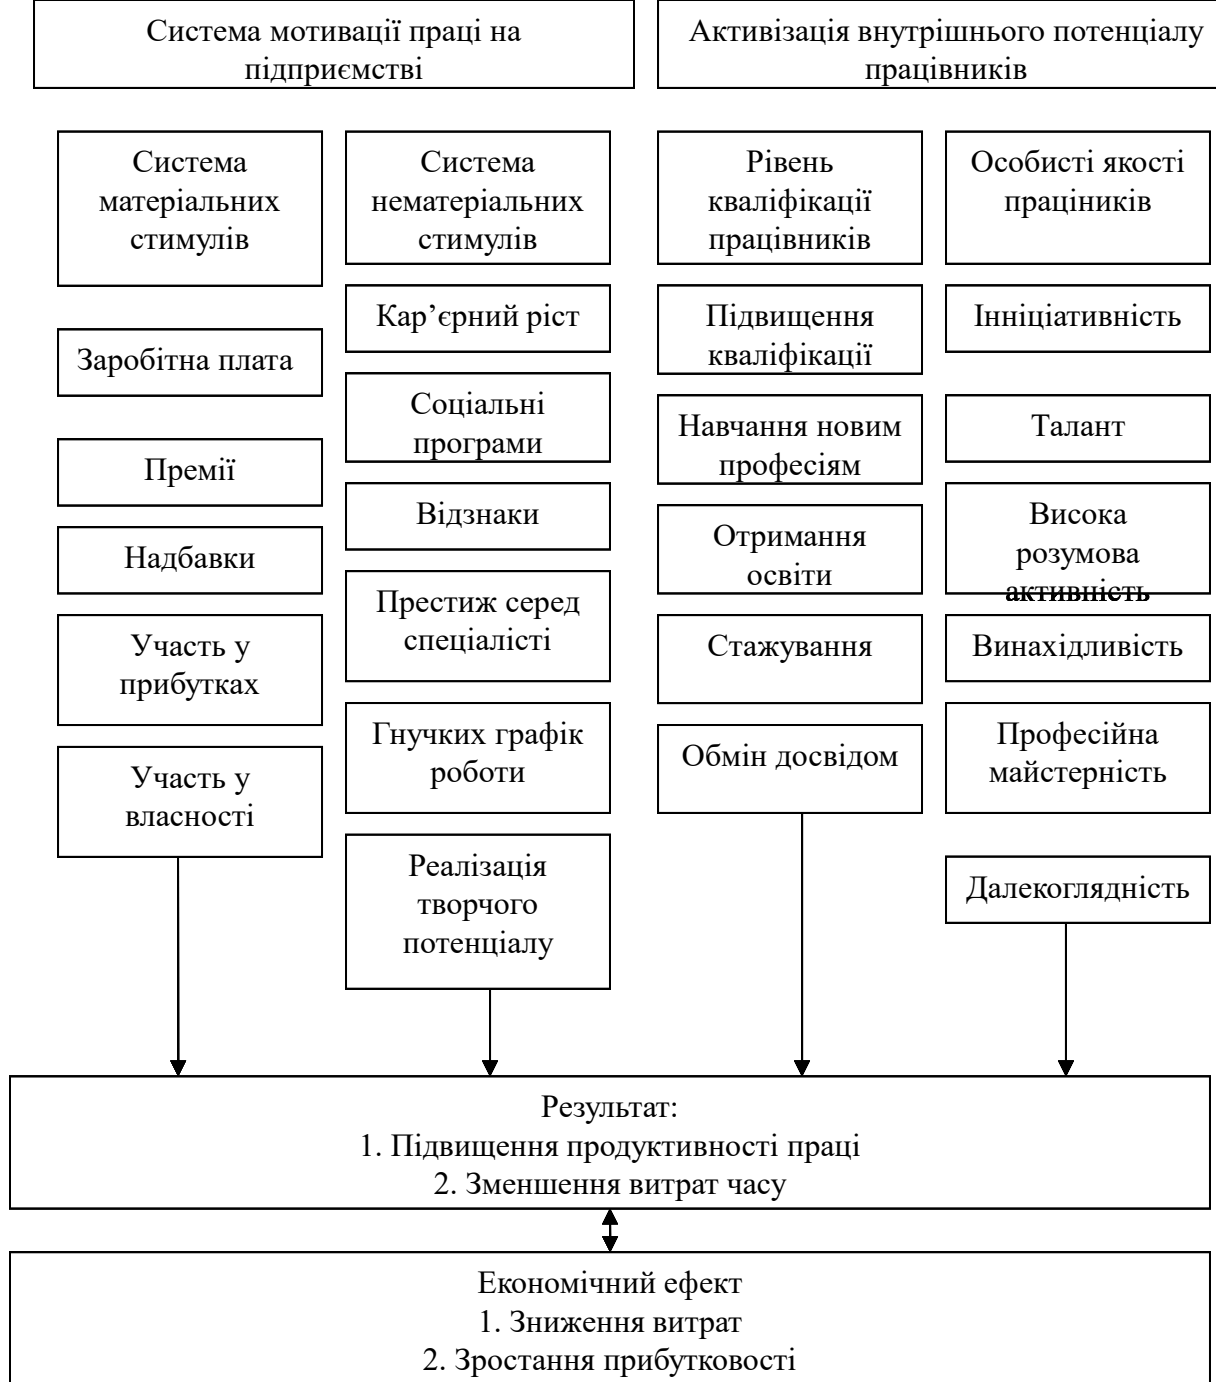 Система мотивації праці на
підприємстві
Активізація внутрішнього потенціалу
працівників
Система
матеріальних
стимулів
Заробітна плата
Премії
Надбавки
Участь у
прибутках
Участь у
власності
Система
нематеріальних
стимулів
Кар’єрний ріст
Соціальні
програми
Відзнаки
Престиж серед
спеціалісті
Гнучких графік
роботи
Реалізація
творчого
потенціалу
Рівень
кваліфікації
працівників
Підвищення
кваліфікації
Навчання новим
професіям
Отримання
освіти
Стажування
Обмін досвідом
Особисті якості
праціників
Інніціативність
Талант
Висока
розумова
активність
Винахідливість
Професійна
майстерність
Далекоглядність
Результат:
1. Підвищення продуктивності праці
2. Зменшення витрат часу
Економічний ефект
1. Зниження витрат
2. Зростання прибутковості